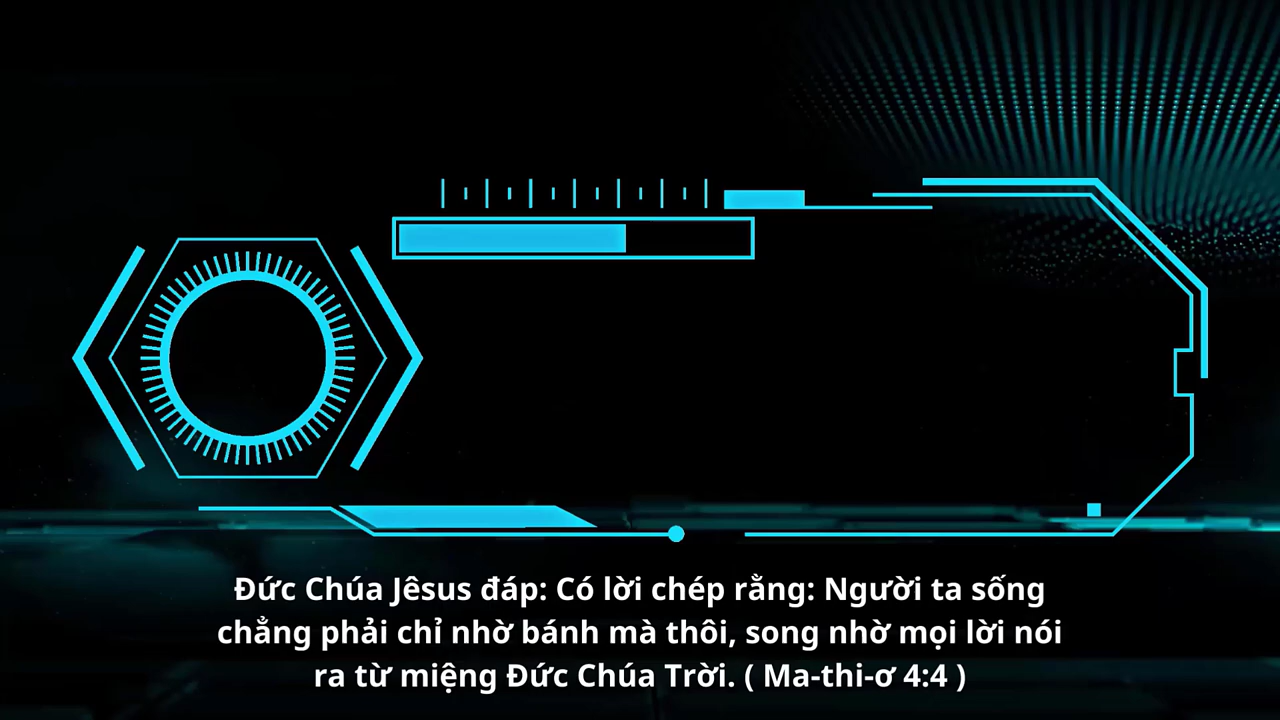 Đức Chúa Jêsus đáp: Có lời chép rằng: Người ta sống
chẳng phải chỉ nhờ bánh mà thôi, song nhờ mọi lời nói
ra từ miệng Đức Chúa Trời. ( Ma-thi-ơ 4:4 )